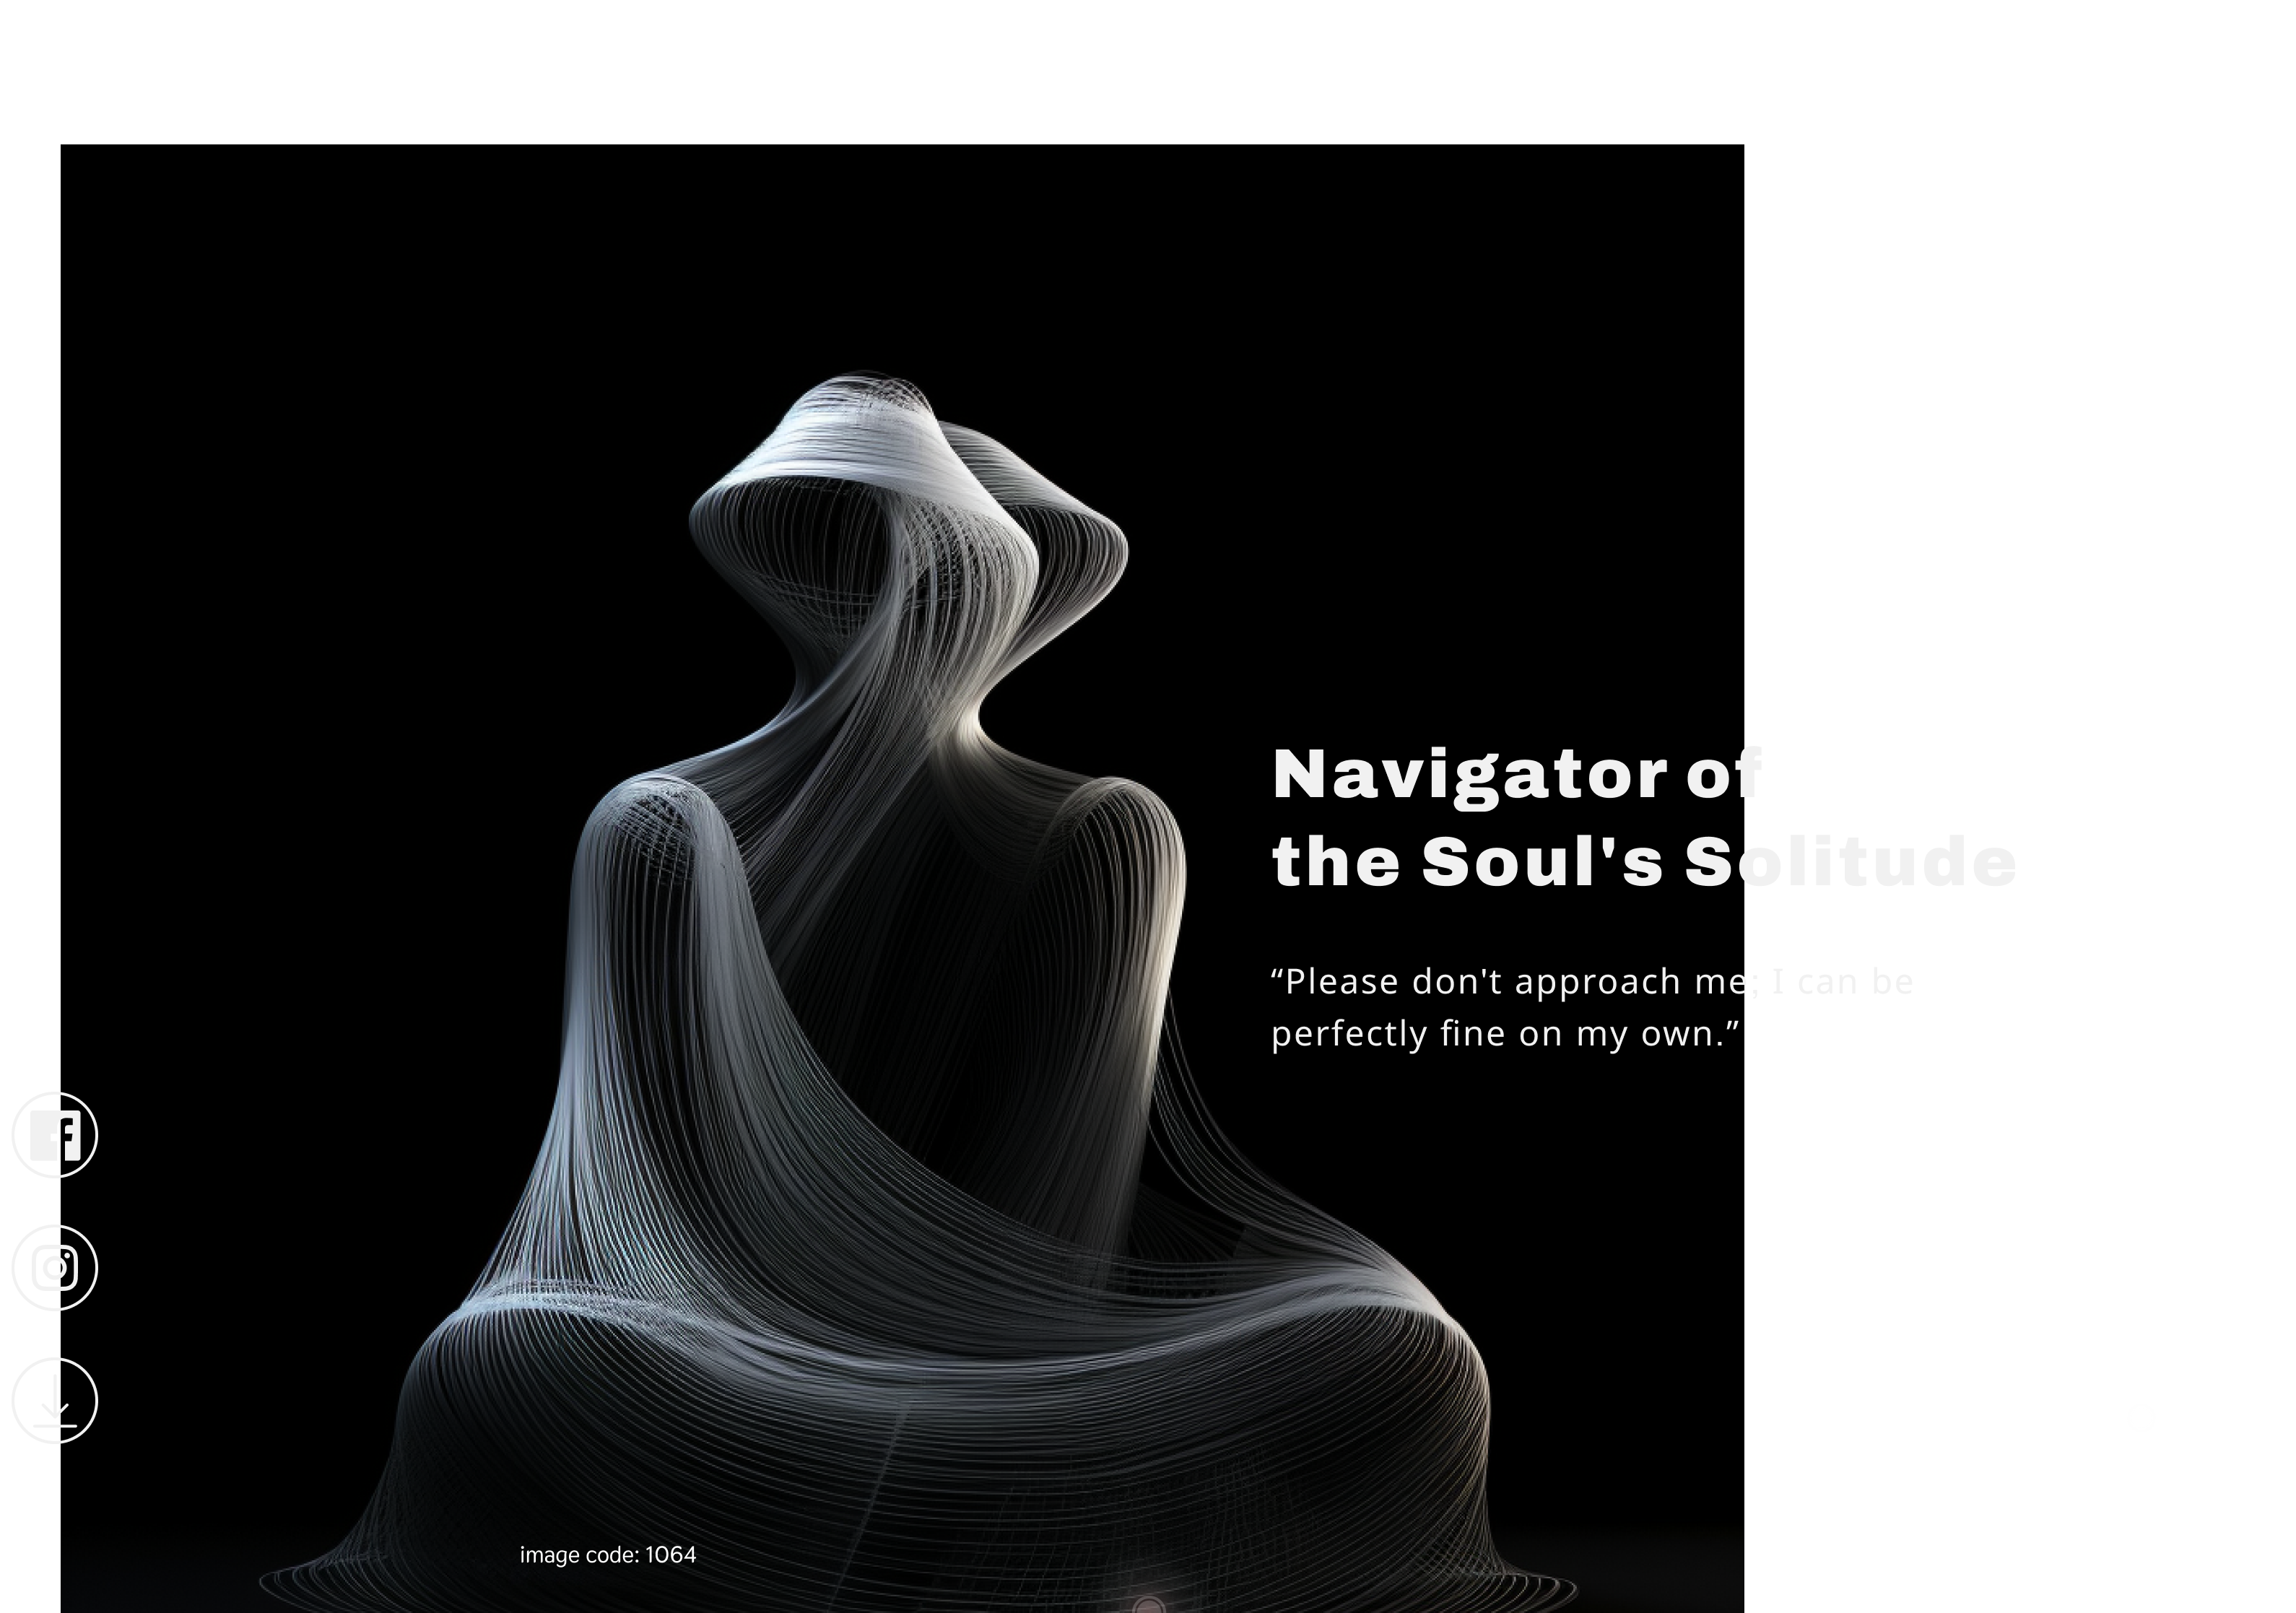 Navigator of
the Soul's Solitude
“Please don't approach me; I can be
perfectly fine on my own.”
image code: 1064